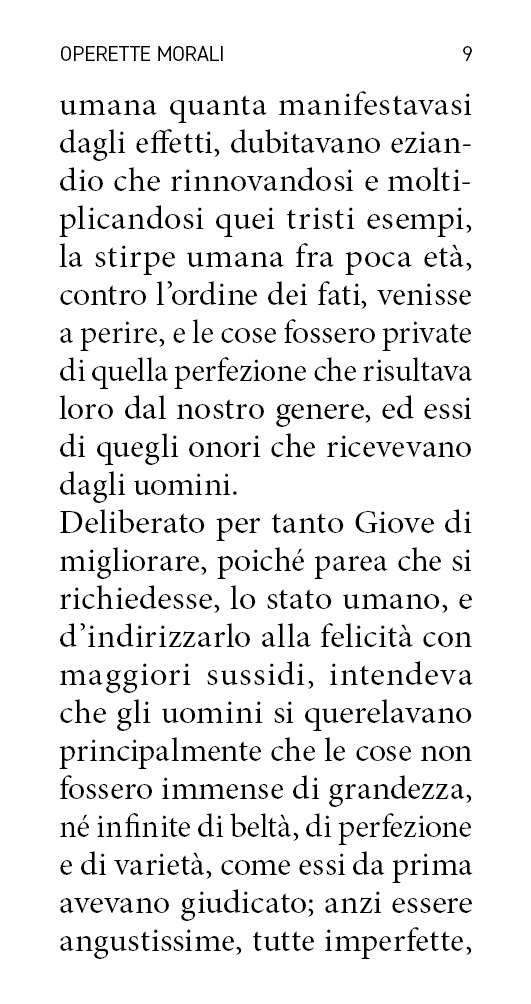 OPERETTE MORALI 9
umana quanta manifestavasi
dagli effetti, dubitavano ezian-
dio che rinnovandosi e molti-
plicandosi quei tristi esempi,
la stirpe umana fra poca età,
contro l’ordine dei fati, venisse
a perire, e le cose fossero private
di quella perfezione che risultava
loro dal nostro genere, ed essi
di quegli onori che ricevevano
dagli uomini.
Deliberato per tanto Giove di
migliorare, poiché parea che si
richiedesse, lo stato umano, e
d’indirizzarlo alla felicità con
maggiori sussidi, intendeva
che gli uomini si querelavano
principalmente che le cose non
fossero immense di grandezza,
né infinite di beltà, di perfezione
e di varietà, come essi da prima
avevano giudicato; anzi essere
angustissime, tutte imperfette,